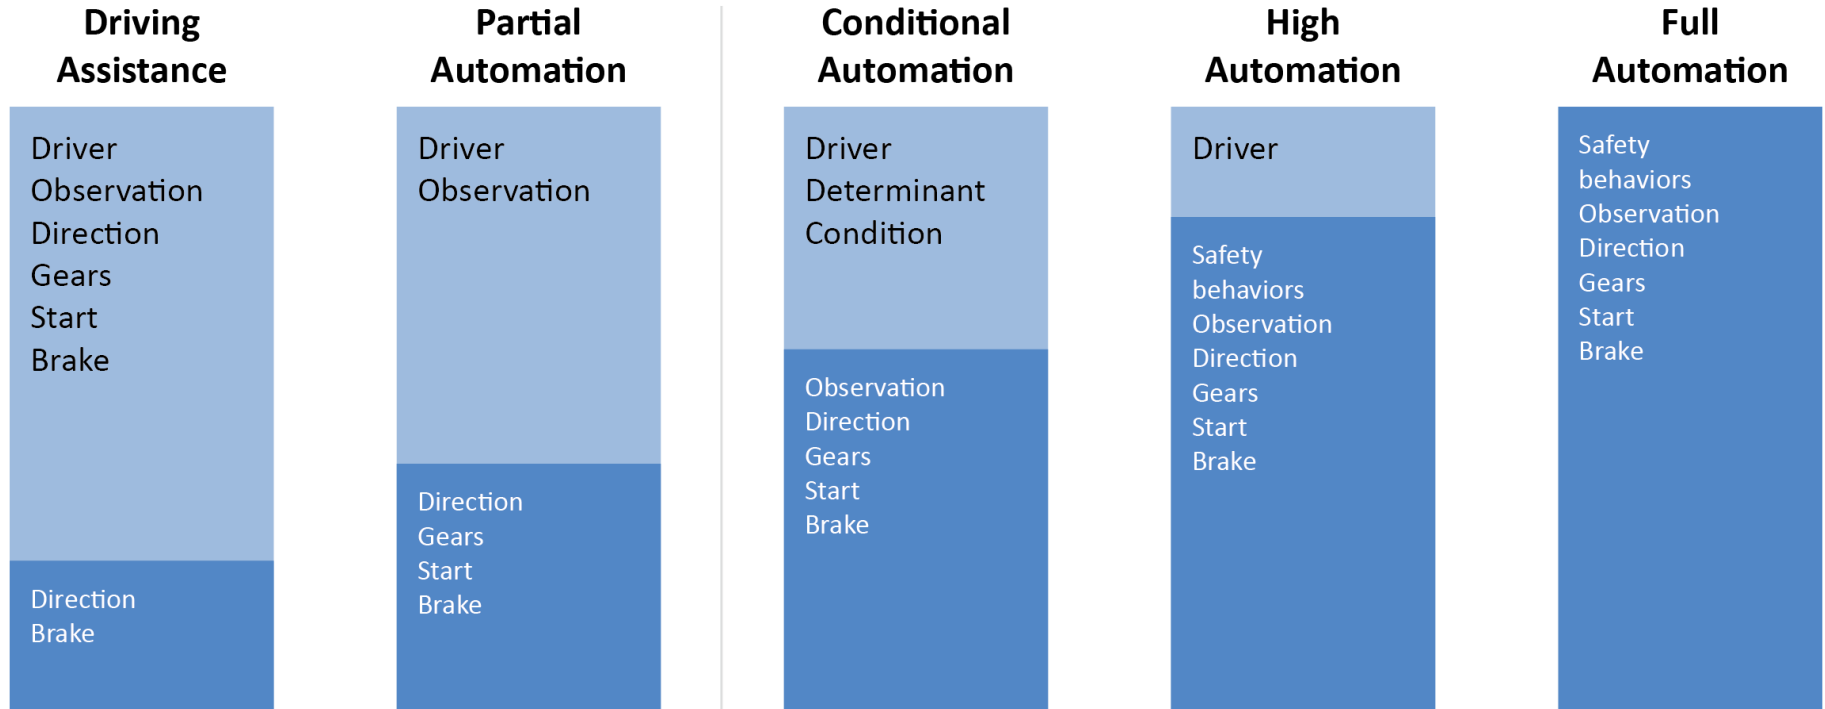 Driving
Assistance
Driver
Observation
Direction
Gears
Start
Brake
Direction
Brake
Partial
Automation
Driver
Observation
Direction
Gears
Start
Brake
Conditional
Automation
Driver
Determinant
Condition
Observation
Direction
Gears
Start
Brake
High
Automation
Driver
Safety
behaviors
Observation
Direction
Gears
Start
Brake
Full
Automation
Safety
behaviors
Observation
Direction
Gears
Start
Brake